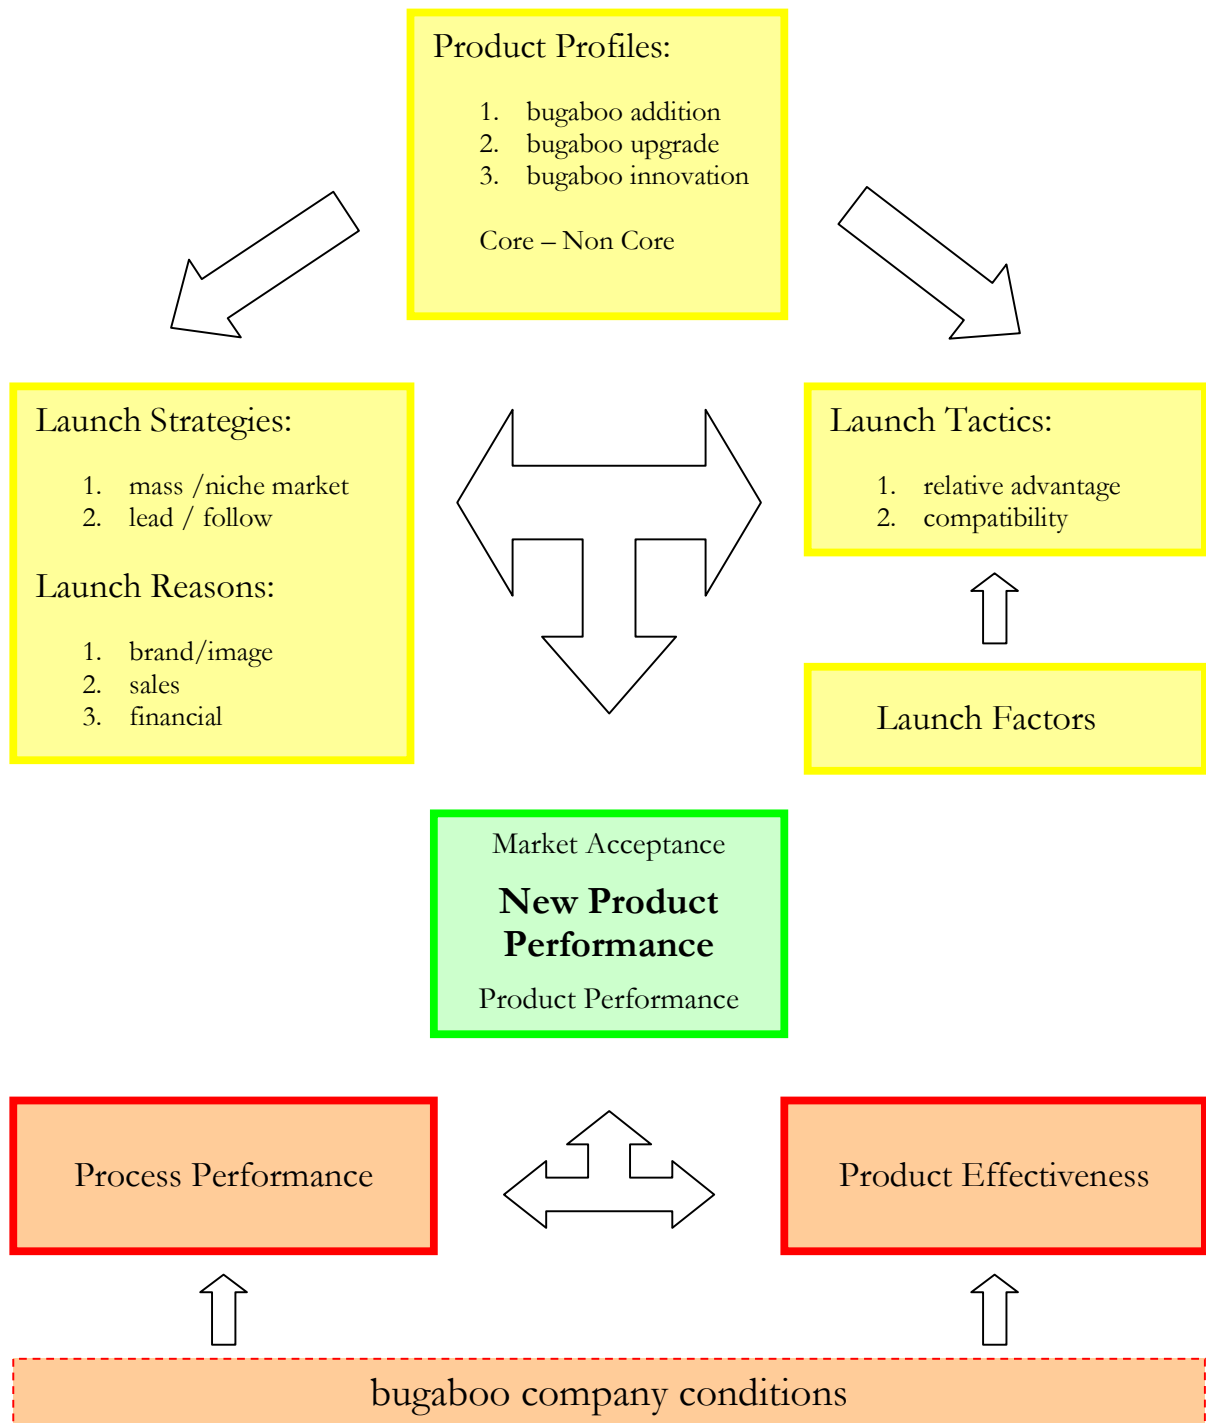 Product Profiles:
1. bugaboo addition
2. bugaboo upgrade
3. bugaboo innovation
Core – Non Core
Launch Strategies:
1. mass /niche market
2. lead / follow
Launch Reasons:
1. brand/image
2. sales
3. financial
Launch Tactics:
1. relative advantage
2. compatibility
Launch Factors
Market Acceptance
New Product
Performance
Product Performance
Process Performance
Product Effectiveness
bugaboo company conditions